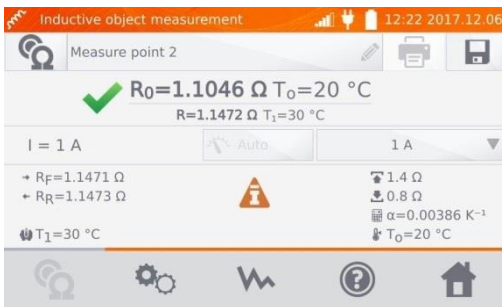 Inductive object measurement 12:22 2017.12.06
Measure point 2
R₀=1.1046 Ω Tₒ=20 °C
R=1.1472 Ω T₁=30 °C
I = 1 A Auto 1 A
→ RF=1.1471 Ω 1.4 Ω
← RR=1.1473 Ω 0.8 Ω
α=0.00386 K⁻¹
T₁=30 °C Tₒ=20 °C